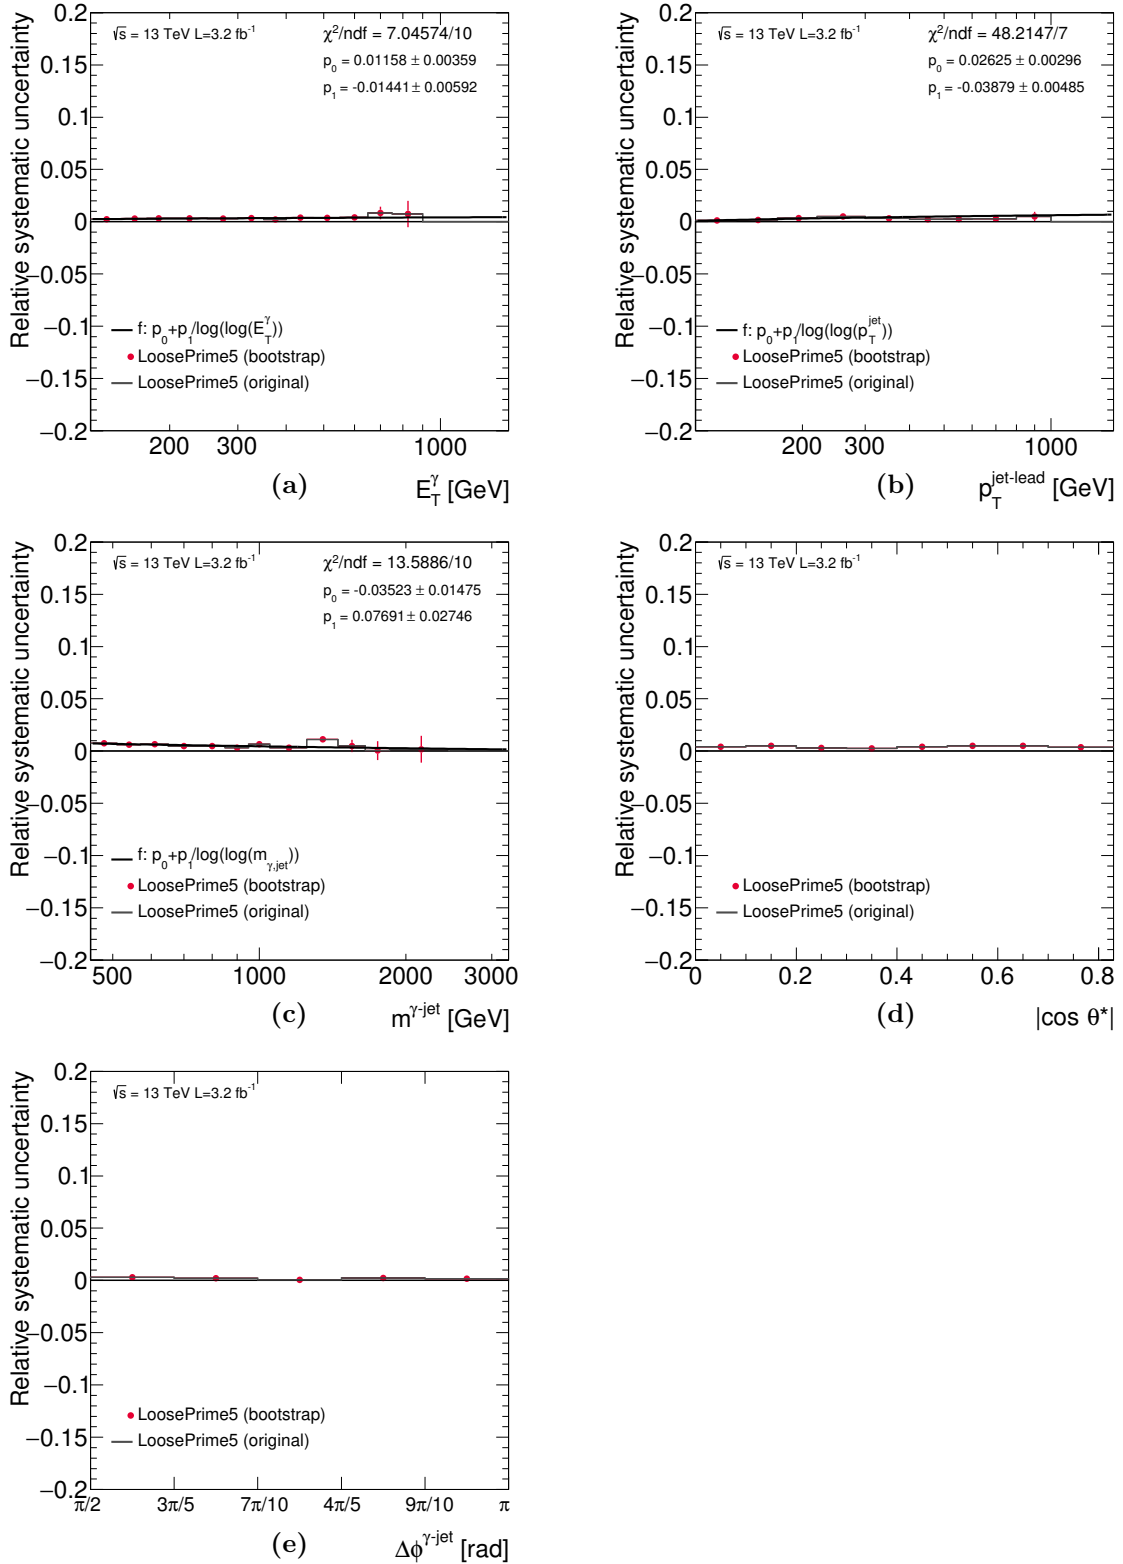 Relative systematic uncertainty
√s = 13 TeV L=3.2 fb⁻¹
χ²/ndf = 7.04574/10
p₀ = 0.01158 ± 0.00359
p₁ = -0.01441 ± 0.00592
0.2
0.15
0.1
0.05
0
−0.05
−0.1
−0.15
−0.2
f: p₀+p₁/log(log(E_T^γ))
LoosePrime5 (bootstrap)
LoosePrime5 (original)
200 300 1000
(a) E_T^γ [GeV]
Relative systematic uncertainty
√s = 13 TeV L=3.2 fb⁻¹
χ²/ndf = 48.2147/7
p₀ = 0.02625 ± 0.00296
p₁ = -0.03879 ± 0.00485
0.2
0.15
0.1
0.05
0
−0.05
−0.1
−0.15
−0.2
f: p₀+p₁/log(log(p_T^jet))
LoosePrime5 (bootstrap)
LoosePrime5 (original)
200 300 1000
(b) p_T^jet-lead [GeV]
Relative systematic uncertainty
√s = 13 TeV L=3.2 fb⁻¹
χ²/ndf = 13.5886/10
p₀ = -0.03523 ± 0.01475
p₁ = 0.07691 ± 0.02746
0.2
0.15
0.1
0.05
0
−0.05
−0.1
−0.15
−0.2
f: p₀+p₁/log(log(m_γ,jet))
LoosePrime5 (bootstrap)
LoosePrime5 (original)
500 1000 2000 3000
(c) m^γ-jet [GeV]
Relative systematic uncertainty
√s = 13 TeV L=3.2 fb⁻¹
0.2
0.15
0.1
0.05
0
−0.05
−0.1
−0.15
−0.2
LoosePrime5 (bootstrap)
LoosePrime5 (original)
0 0.2 0.4 0.6 0.8
(d) |cos θ*|
Relative systematic uncertainty
√s = 13 TeV L=3.2 fb⁻¹
0.2
0.15
0.1
0.05
0
−0.05
−0.1
−0.15
−0.2
LoosePrime5 (bootstrap)
LoosePrime5 (original)
π/2 3π/5 7π/10 4π/5 9π/10 π
(e) Δϕ^γ-jet [rad]